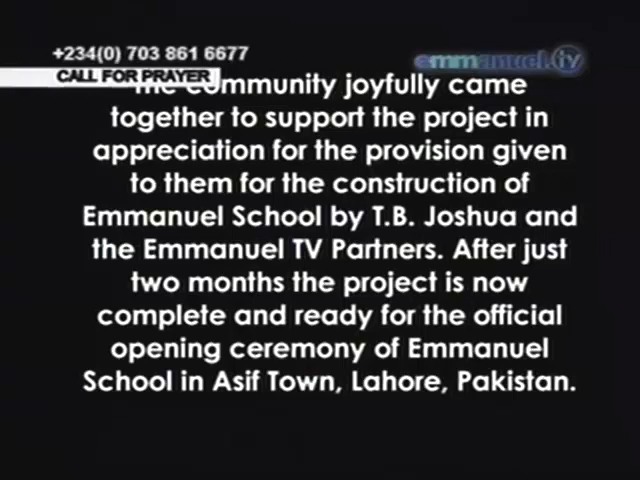 +234(0) 703 861 6677
emmanuel.tv
CALL FOR PRAYER
The community joyfully came
together to support the project in
appreciation for the provision given
to them for the construction of
Emmanuel School by T.B. Joshua and
the Emmanuel TV Partners. After just
two months the project is now
complete and ready for the official
opening ceremony of Emmanuel
School in Asif Town, Lahore, Pakistan.